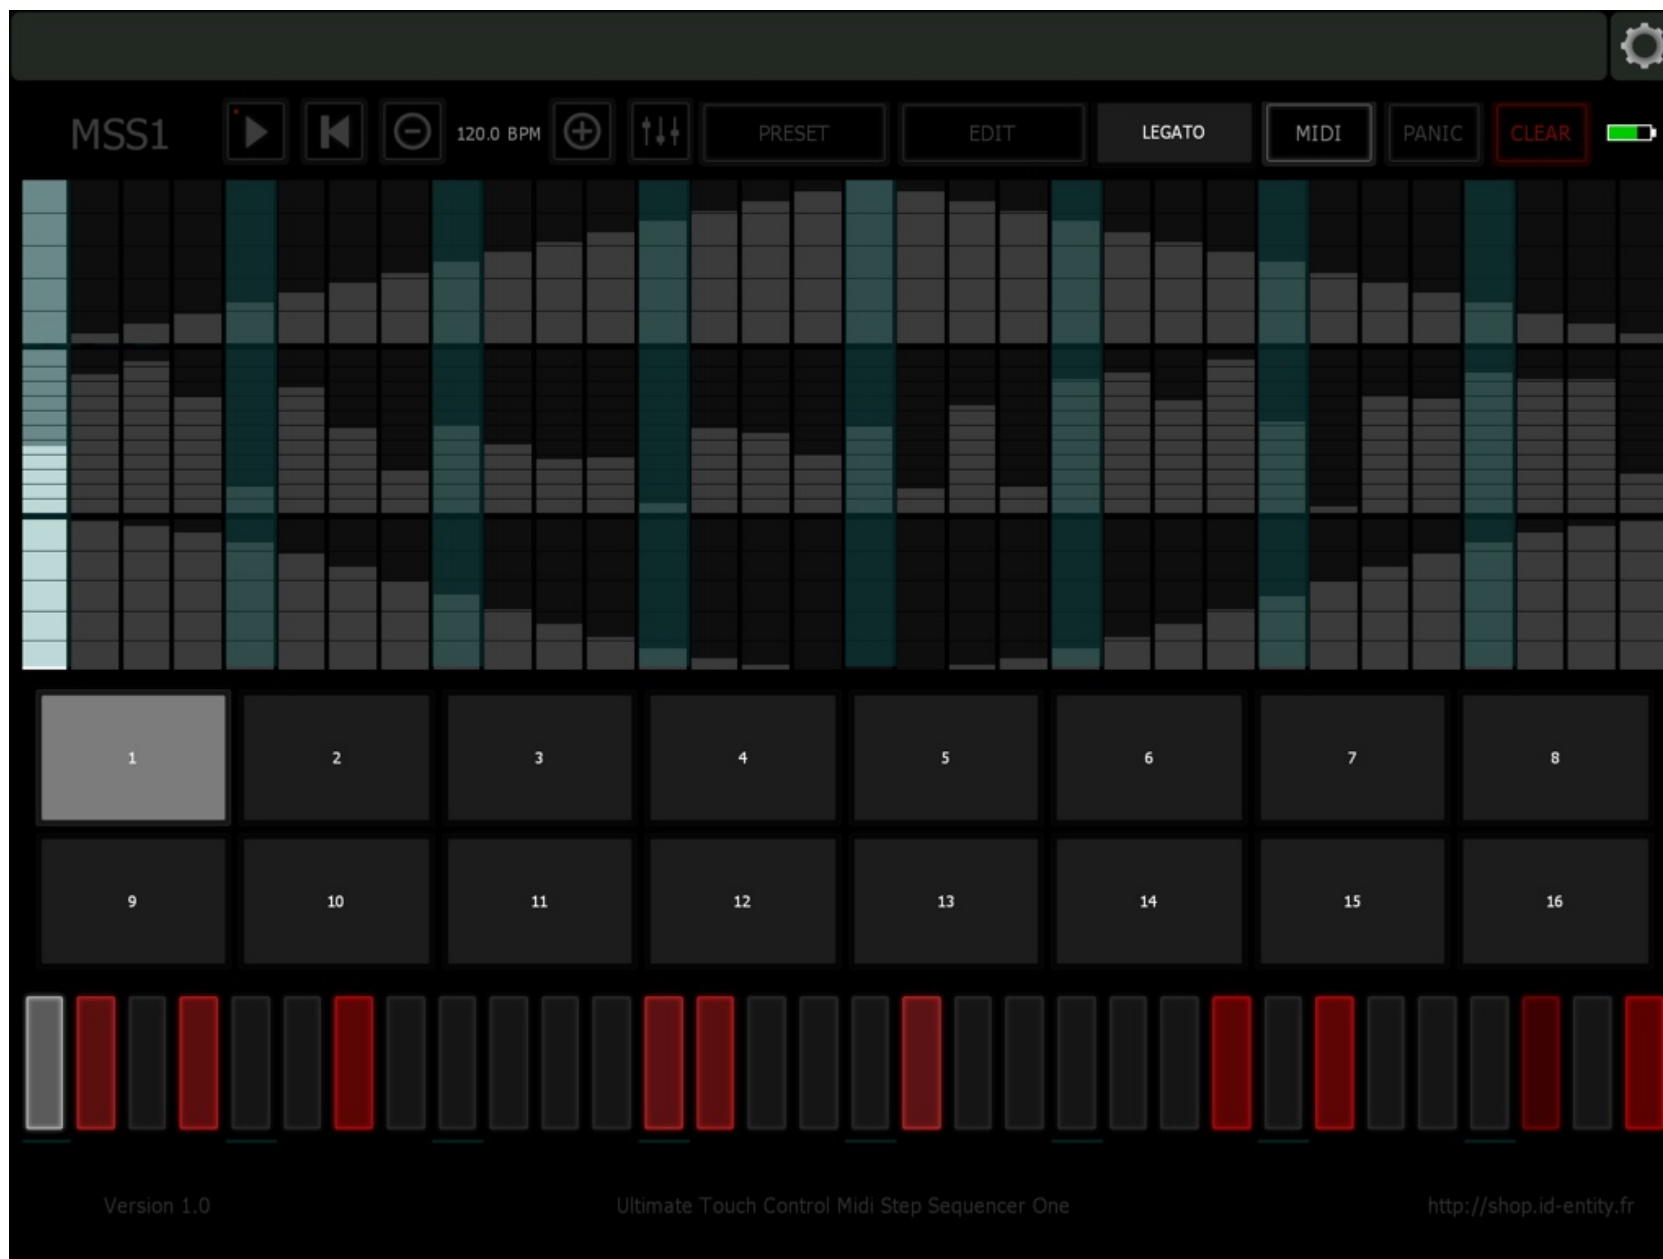 MSS1 120.0 BPM PRESET EDIT LEGATO MIDI PANIC CLEAR
1 2 3 4 5 6 7 8
9 10 11 12 13 14 15 16
Version 1.0 Ultimate Touch Control Midi Step Sequencer One http://shop.id-entity.fr